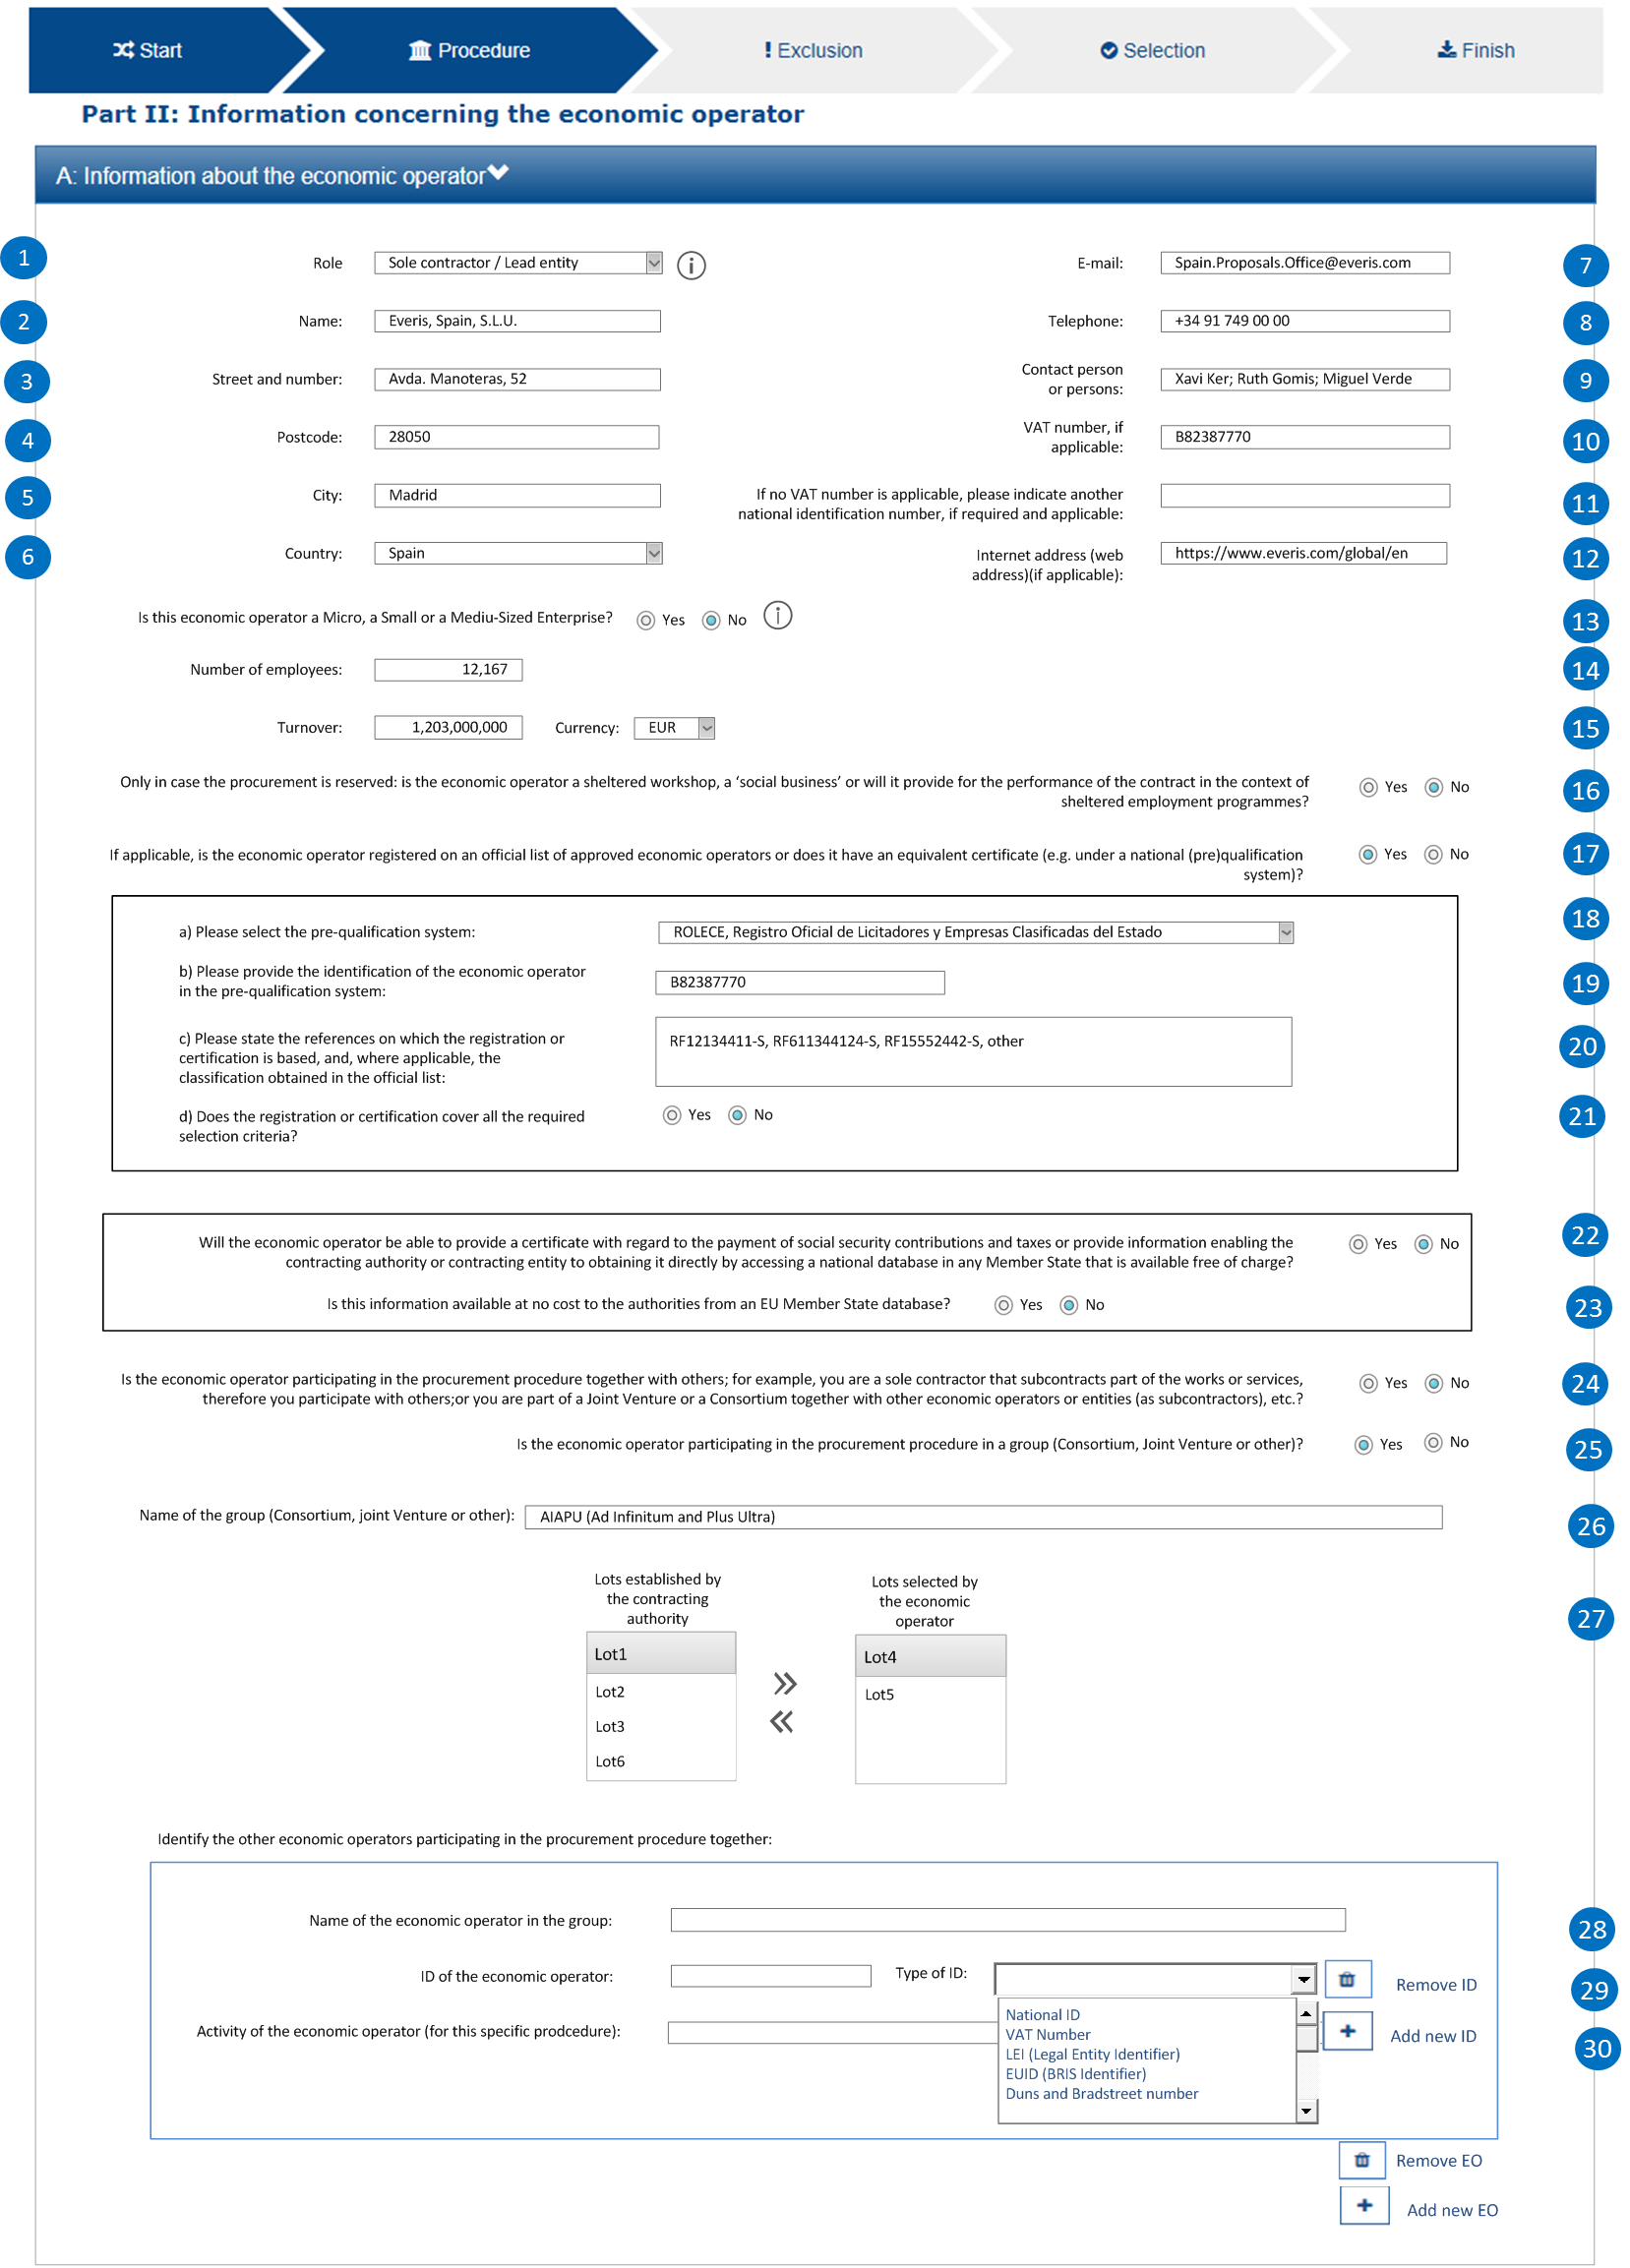 Start
Procedure
Exclusion
Selection
Finish
Part II: Information concerning the economic operator
A: Information about the economic operator
1
Role
Sole contractor / Lead entity
E-mail:
Spain.Proposals.Office@everis.com
7
2
Name:
Everis, Spain, S.L.U.
Telephone:
+34 91 749 00 00
8
3
Street and number:
Avda. Manoteras, 52
Contact person
or persons:
Xavi Ker; Ruth Gomis; Miguel Verde
9
4
Postcode:
28050
VAT number, if
applicable:
B82387770
10
5
City:
Madrid
If no VAT number is applicable, please indicate another
national identification number, if required and applicable:
11
6
Country:
Spain
Internet address (web
address)(if applicable):
https://www.everis.com/global/en
12
Is this economic operator a Micro, a Small or a Mediu-Sized Enterprise?
Yes
No
13
Number of employees:
12,167
14
Turnover:
1,203,000,000
Currency:
EUR
15
Only in case the procurement is reserved: is the economic operator a sheltered workshop, a ‘social business’ or will it provide for the performance of the contract in the context of
sheltered employment programmes?
Yes
No
16
If applicable, is the economic operator registered on an official list of approved economic operators or does it have an equivalent certificate (e.g. under a national (pre)qualification
system)?
Yes
No
17
a) Please select the pre-qualification system:
ROLECE, Registro Oficial de Licitadores y Empresas Clasificadas del Estado
18
b) Please provide the identification of the economic operator
in the pre-qualification system:
B82387770
19
c) Please state the references on which the registration or
certification is based, and, where applicable, the
classification obtained in the official list:
RF12134411-S, RF611344124-S, RF15552442-S, other
20
d) Does the registration or certification cover all the required
selection criteria?
Yes
No
21
Will the economic operator be able to provide a certificate with regard to the payment of social security contributions and taxes or provide information enabling the
contracting authority or contracting entity to obtaining it directly by accessing a national database in any Member State that is available free of charge?
Yes
No
22
Is this information available at no cost to the authorities from an EU Member State database?
Yes
No
23
Is the economic operator participating in the procurement procedure together with others; for example, you are a sole contractor that subcontracts part of the works or services,
therefore you participate with others;or you are part of a Joint Venture or a Consortium together with other economic operators or entities (as subcontractors), etc.?
Yes
No
24
Is the economic operator participating in the procurement procedure in a group (Consortium, Joint Venture or other)?
Yes
No
25
Name of the group (Consortium, joint Venture or other):
AIAPU (Ad Infinitum and Plus Ultra)
26
Lots established by
the contracting
authority
Lots selected by
the economic
operator
27
Lot1
Lot2
Lot3
Lot6
Lot4
Lot5
Identify the other economic operators participating in the procurement procedure together:
Name of the economic operator in the group:
28
ID of the economic operator:
Type of ID:
Remove ID
29
Activity of the economic operator (for this specific prodcedure):
National ID
VAT Number
LEI (Legal Entity Identifier)
EUID (BRIS Identifier)
Duns and Bradstreet number
Add new ID
30
Remove EO
Add new EO